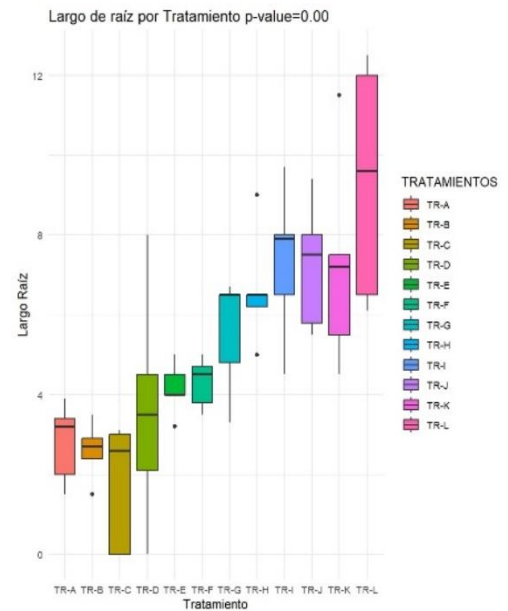 Largo de raíz por Tratamiento p-value=0.00
12
8
4
0
Largo Raíz
TR-A TR-B TR-C TR-D TR-E TR-F TR-G TR-H TR-I TR-J TR-K TR-L
Tratamiento
TRATAMIENTOS
TR-A
TR-B
TR-C
TR-D
TR-E
TR-F
TR-G
TR-H
TR-I
TR-J
TR-K
TR-L